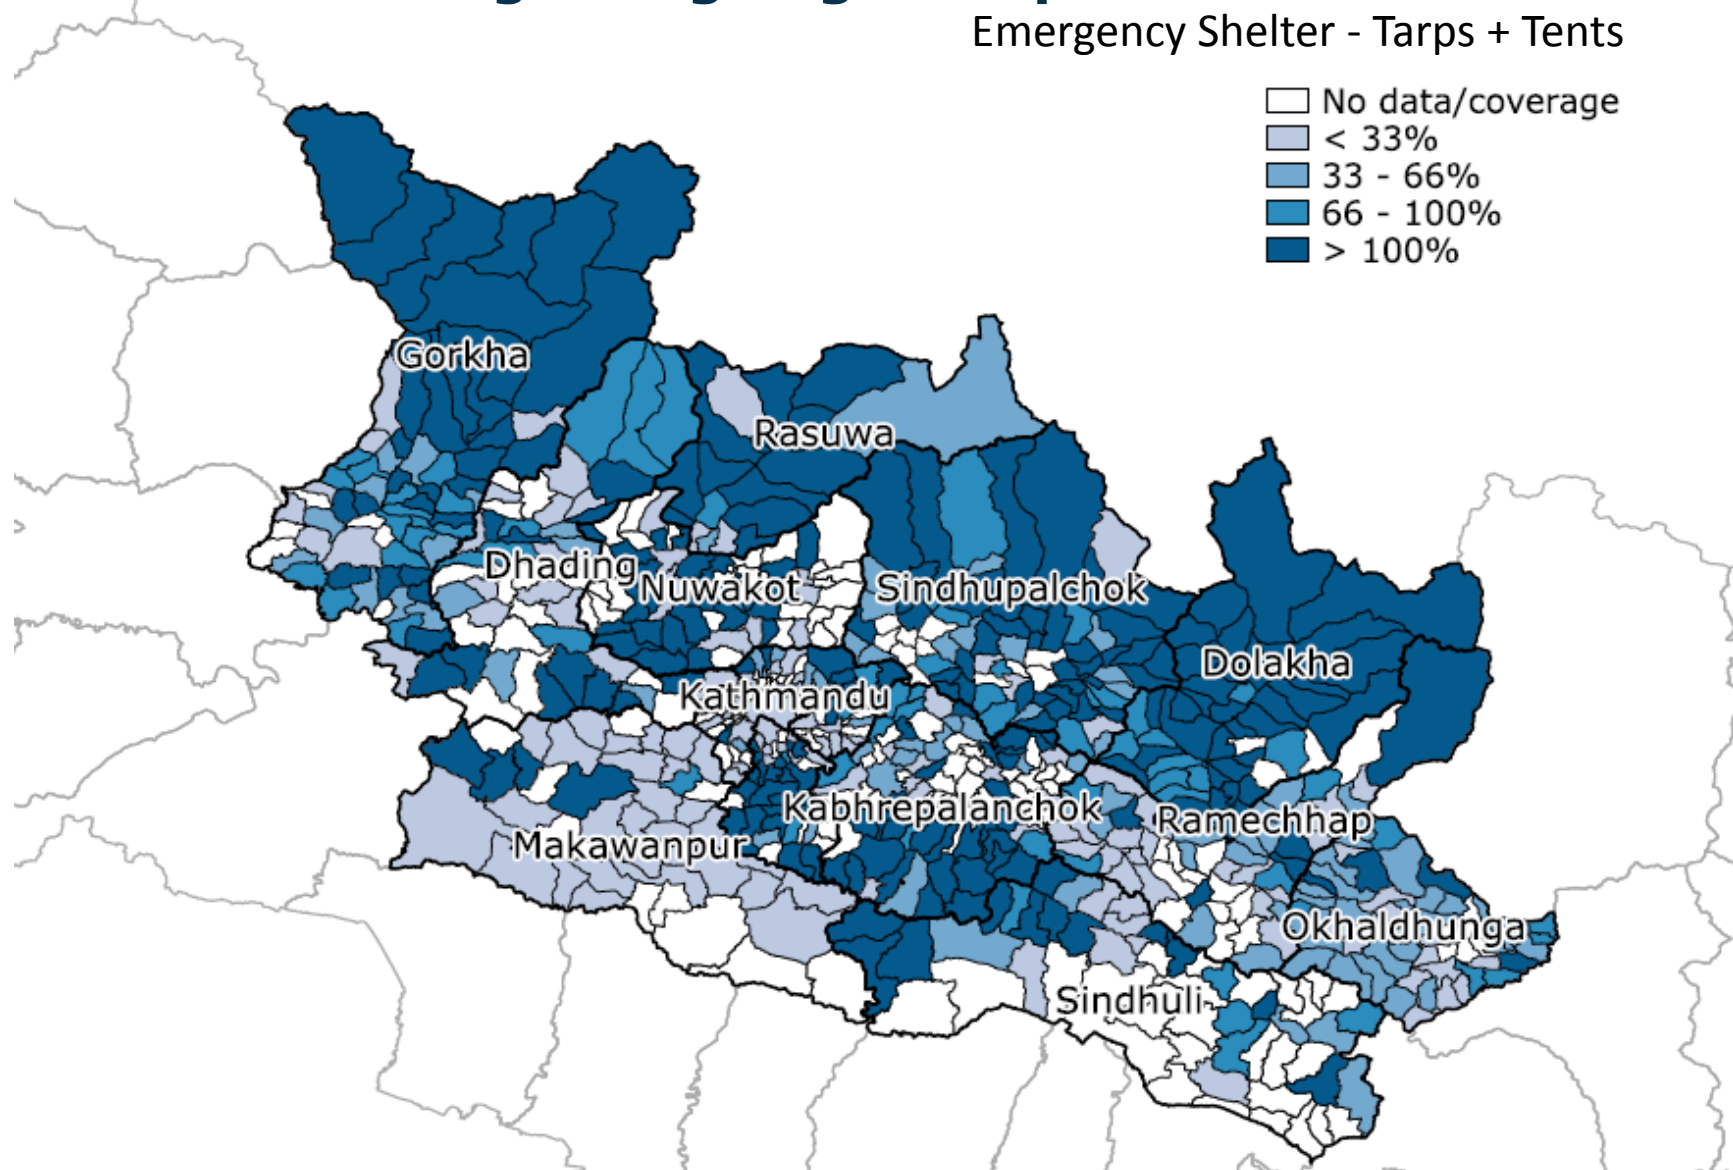 Emergency Shelter - Tarps + Tents
No data/coverage
< 33%
33 - 66%
66 - 100%
> 100%
Gorkha
Rasuwa
Dhading
Nuwakot
Sindhupalchok
Dolakha
Kathmandu
Kabhrepalanchok
Ramechhap
Makawanpur
Okhaldhunga
Sindhuli